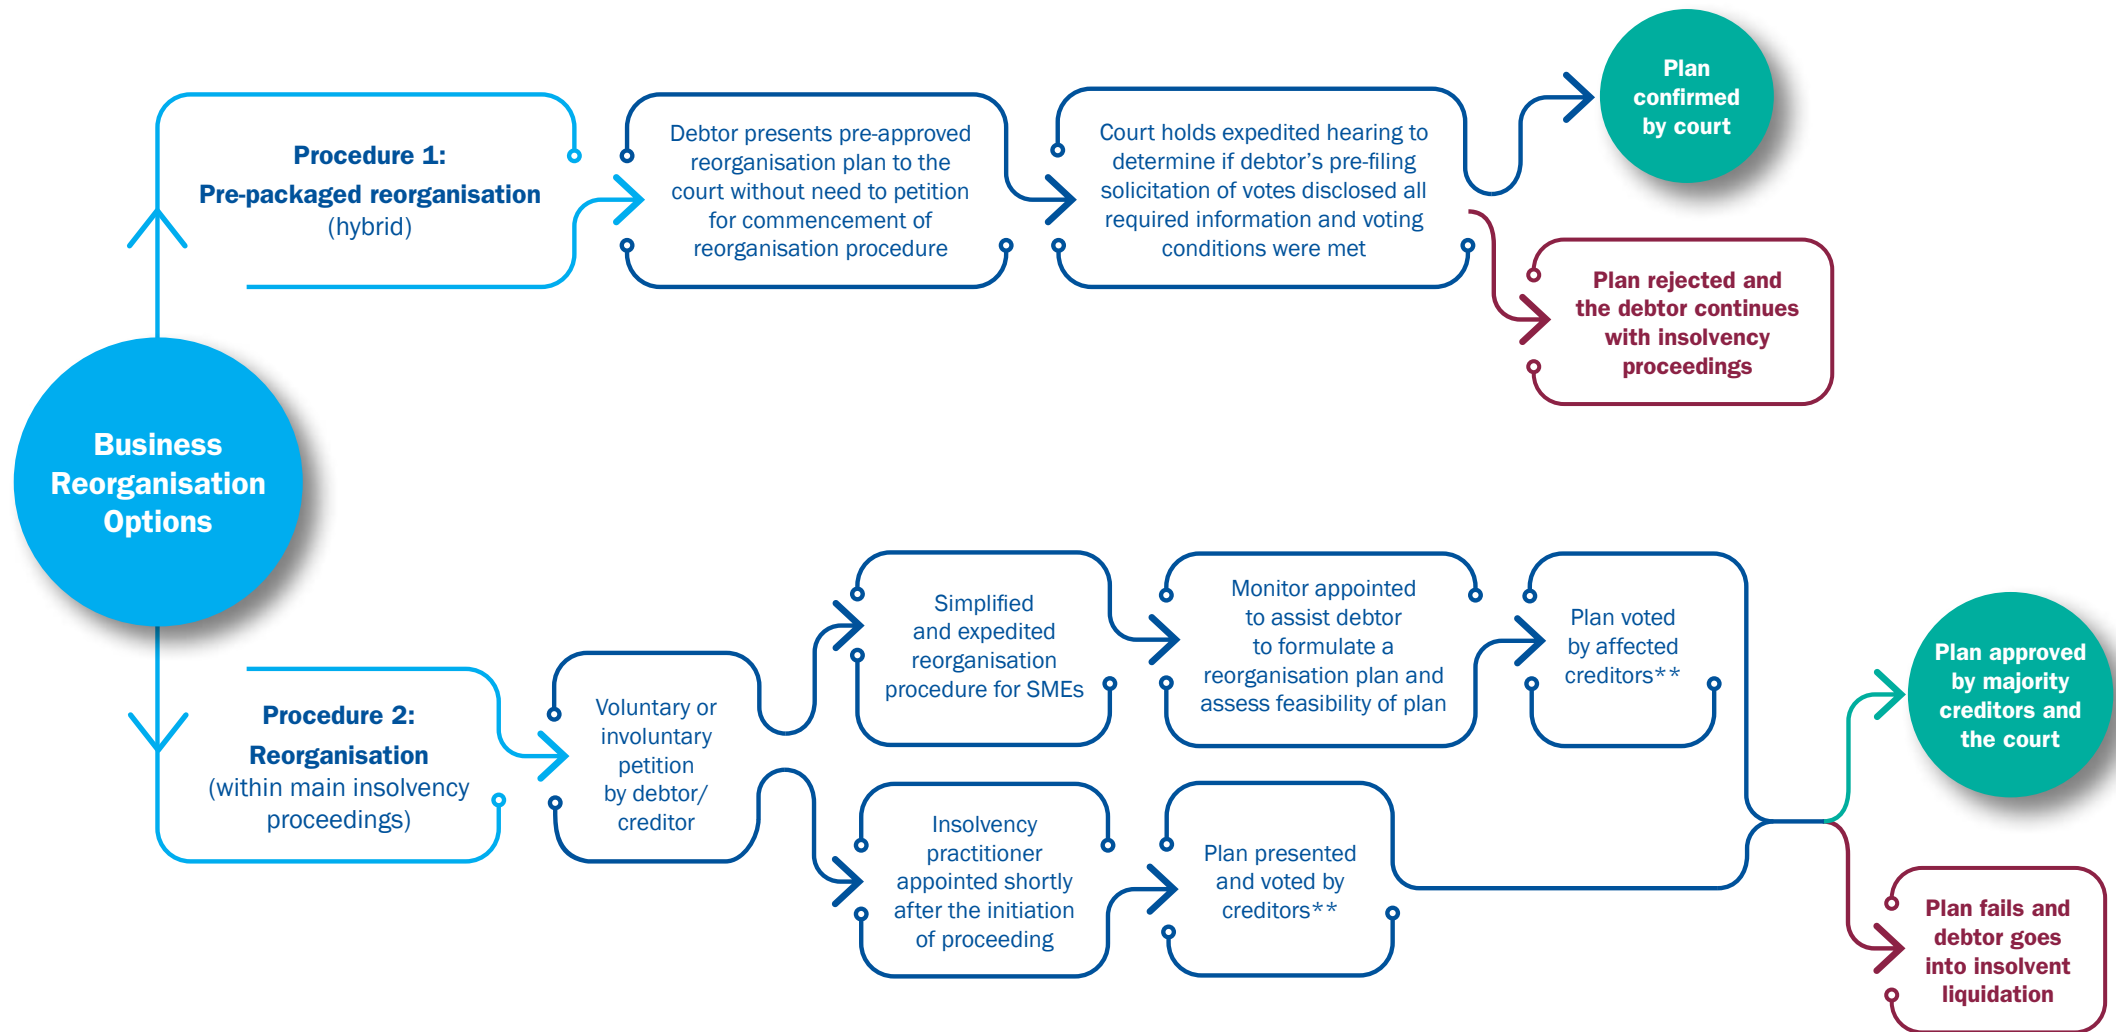 Business
Reorganisation
Options
Procedure 1:
Pre-packaged reorganisation
(hybrid)
Debtor presents pre-approved
reorganisation plan to the
court without need to petition
for commencement of
reorganisation procedure
Court holds expedited hearing to
determine if debtor’s pre-filing
solicitation of votes disclosed all
required information and voting
conditions were met
Plan
confirmed
by court
Plan rejected and
the debtor continues
with insolvency
proceedings
Procedure 2:
Reorganisation
(within main insolvency
proceedings)
Voluntary or
involuntary
petition
by debtor/
creditor
Simplified
and expedited
reorganisation
procedure for SMEs
Monitor appointed
to assist debtor
to formulate a
reorganisation plan and
assess feasibility of plan
Plan voted
by affected
creditors**
Insolvency
practitioner
appointed shortly
after the initiation
of proceeding
Plan presented
and voted by
creditors**
Plan approved
by majority
creditors and
the court
Plan fails and
debtor goes
into insolvent
liquidation